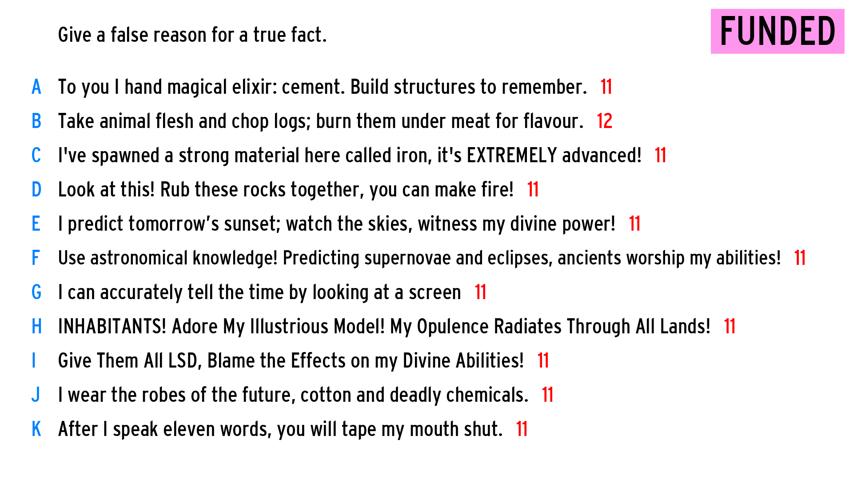 Give a false reason for a true fact.
FUNDED
A To you I hand magical elixir: cement. Build structures to remember. 11
B Take animal flesh and chop logs; burn them under meat for flavour. 12
C I've spawned a strong material here called iron, it's EXTREMELY advanced! 11
D Look at this! Rub these rocks together, you can make fire! 11
E I predict tomorrow’s sunset; watch the skies, witness my divine power! 11
F Use astronomical knowledge! Predicting supernovae and eclipses, ancients worship my abilities! 11
G I can accurately tell the time by looking at a screen 11
H INHABITANTS! Adore My Illustrious Model! My Opulence Radiates Through All Lands! 11
I Give Them All LSD, Blame the Effects on my Divine Abilities! 11
J I wear the robes of the future, cotton and deadly chemicals. 11
K After I speak eleven words, you will tape my mouth shut. 11